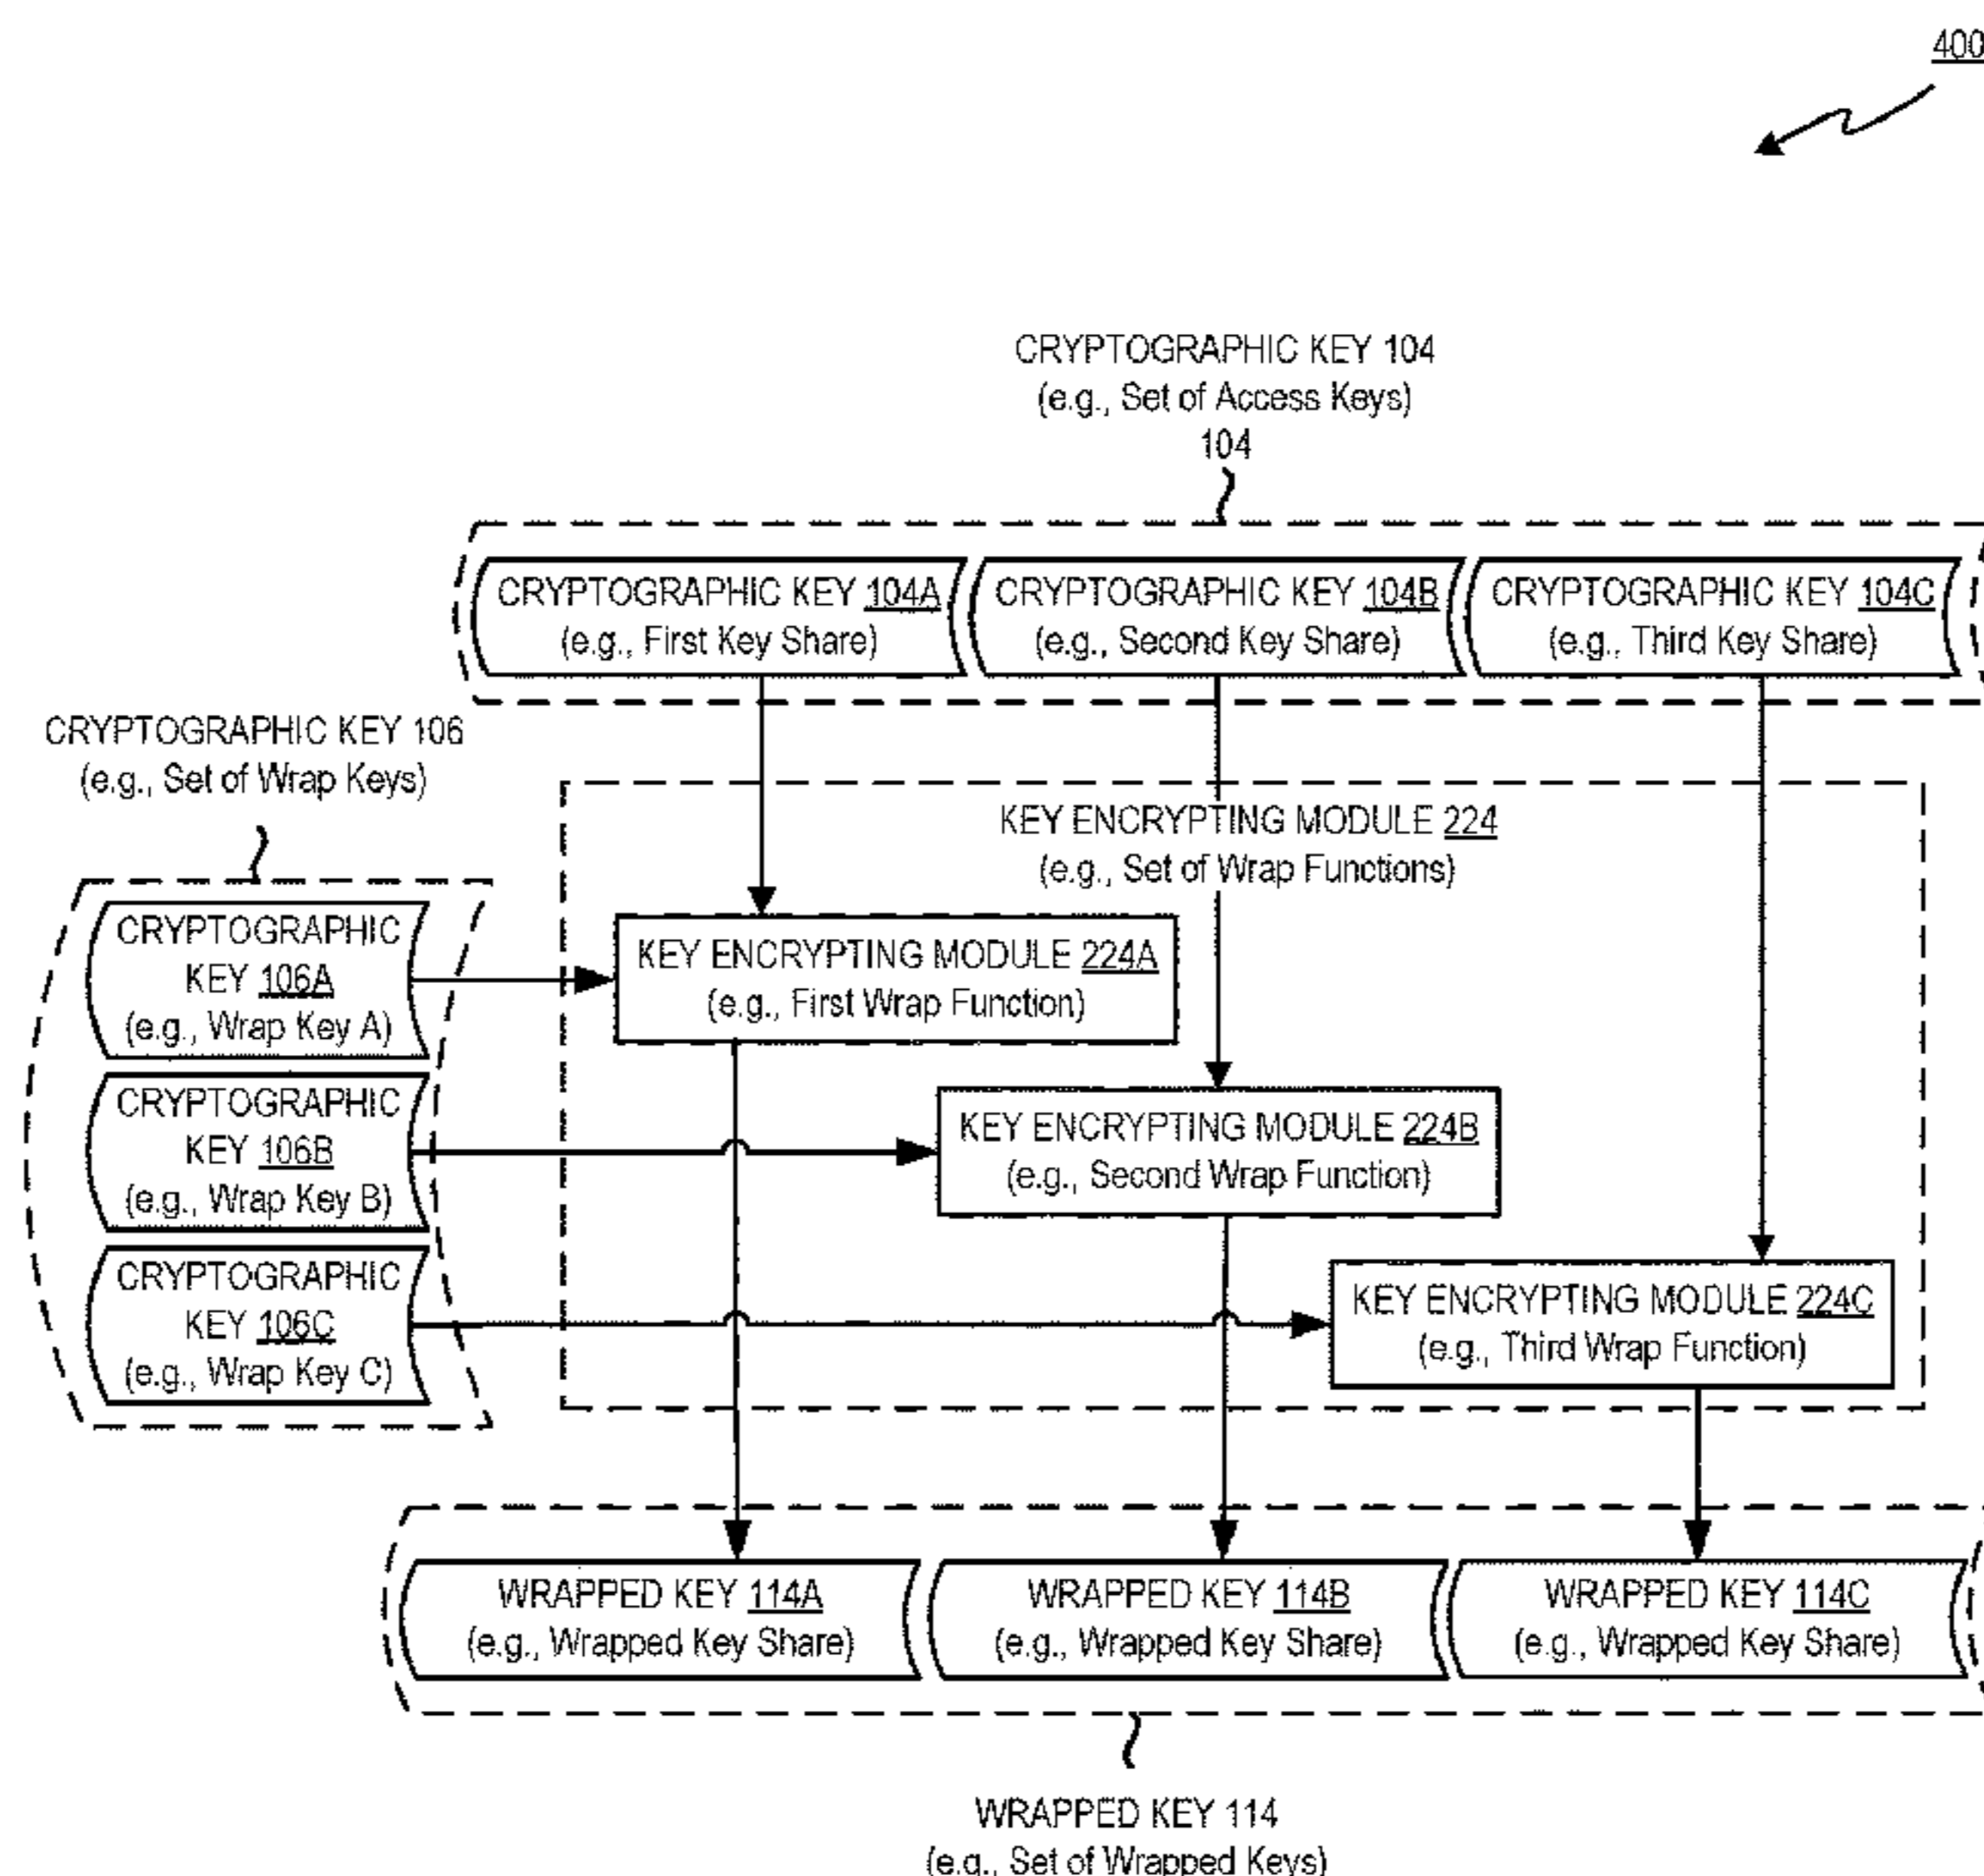 400
CRYPTOGRAPHIC KEY 104
(e.g., Set of Access Keys)
104
CRYPTOGRAPHIC KEY 104A
(e.g., First Key Share)
CRYPTOGRAPHIC KEY 104B
(e.g., Second Key Share)
CRYPTOGRAPHIC KEY 104C
(e.g., Third Key Share)
CRYPTOGRAPHIC KEY 106
(e.g., Set of Wrap Keys)
KEY ENCRYPTING MODULE 224
(e.g., Set of Wrap Functions)
CRYPTOGRAPHIC
KEY 106A
(e.g., Wrap Key A)
KEY ENCRYPTING MODULE 224A
(e.g., First Wrap Function)
CRYPTOGRAPHIC
KEY 106B
(e.g., Wrap Key B)
KEY ENCRYPTING MODULE 224B
(e.g., Second Wrap Function)
CRYPTOGRAPHIC
KEY 106C
(e.g., Wrap Key C)
KEY ENCRYPTING MODULE 224C
(e.g., Third Wrap Function)
WRAPPED KEY 114A
(e.g., Wrapped Key Share)
WRAPPED KEY 114B
(e.g., Wrapped Key Share)
WRAPPED KEY 114C
(e.g., Wrapped Key Share)
WRAPPED KEY 114
(e.g., Set of Wrapped Keys)